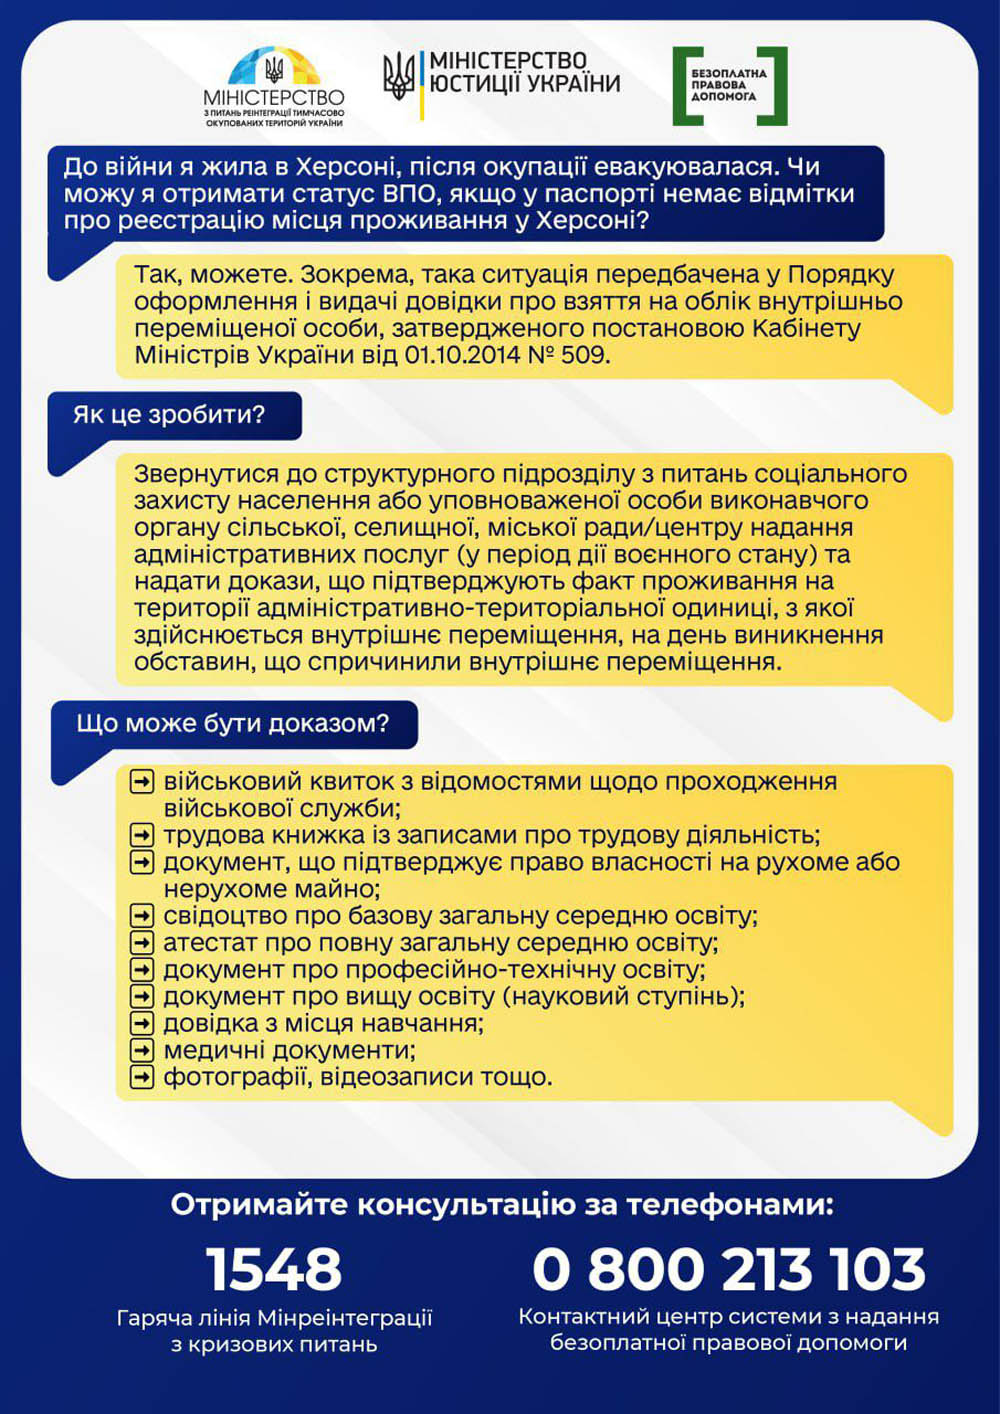 МІНІСТЕРСТВО
З ПИТАНЬ РЕІНТЕГРАЦІЇ ТИМЧАСОВО
ОКУПОВАНИХ ТЕРИТОРІЙ УКРАЇНИ
МІНІСТЕРСТВО
ЮСТИЦІЇ УКРАЇНИ
БЕЗОПЛАТНА
ПРАВОВА
ДОПОМОГА
До війни я жила в Херсоні, після окупації евакуювалася. Чи
можу я отримати статус ВПО, якщо у паспорті немає відмітки
про реєстрацію місця проживання у Херсоні?
Так, можете. Зокрема, така ситуація передбачена у Порядку
оформлення і видачі довідки про взяття на облік внутрішньо
переміщеної особи, затвердженого постановою Кабінету
Міністрів України від 01.10.2014 № 509.
Як це зробити?
Звернутися до структурного підрозділу з питань соціального
захисту населення або уповноваженої особи виконавчого
органу сільської, селищної, міської ради/центру надання
адміністративних послуг (у період дії воєнного стану) та
надати докази, що підтверджують факт проживання на
території адміністративно-територіальної одиниці, з якої
здійснюється внутрішнє переміщення, на день виникнення
обставин, що спричинили внутрішнє переміщення.
Що може бути доказом?
військовий квиток з відомостями щодо проходження
військової служби;
трудова книжка із записами про трудову діяльність;
документ, що підтверджує право власності на рухоме або
нерухоме майно;
свідоцтво про базову загальну середню освіту;
атестат про повну загальну середню освіту;
документ про професійно-технічну освіту;
документ про вищу освіту (науковий ступінь);
довідка з місця навчання;
медичні документи;
фотографії, відеозаписи тощо.
Отримайте консультацію за телефонами:
1548
Гаряча лінія Мінреінтеграції
з кризових питань
0 800 213 103
Контактний центр системи з надання
безоплатної правової допомоги